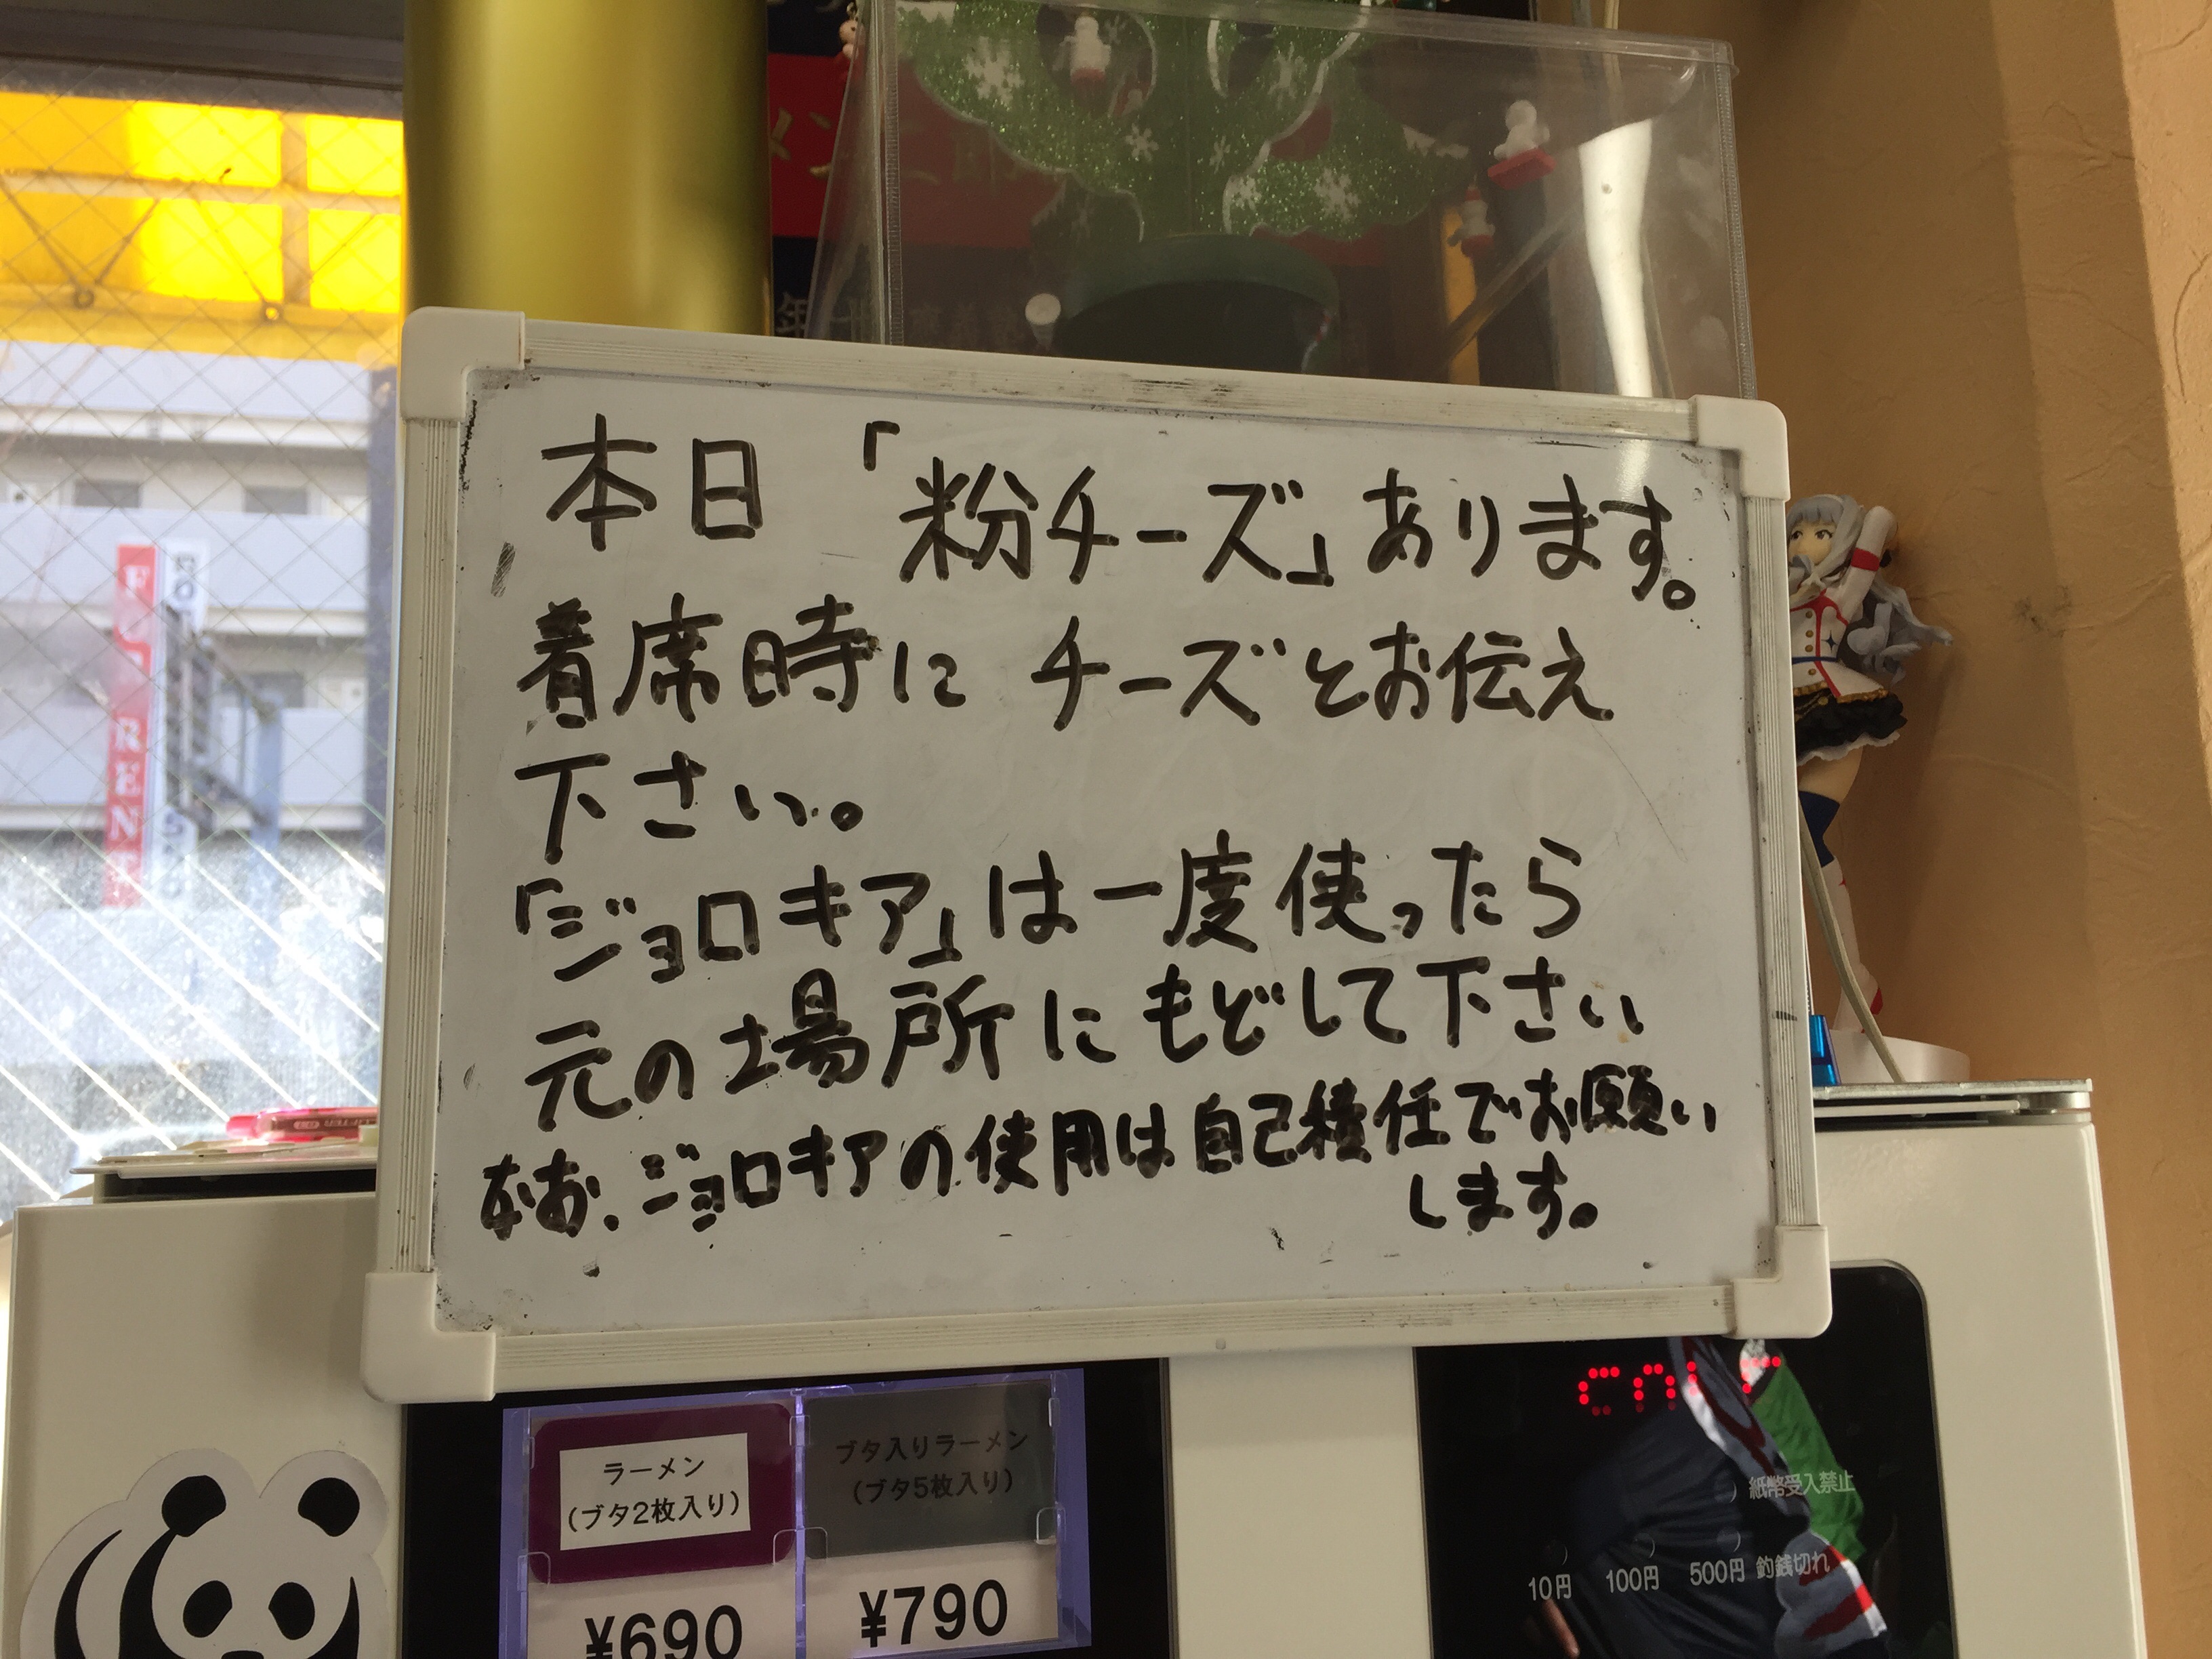 本日「粉チーズ」あります。
着席時に チーズとお伝え
下さい。
「ジョロキア」は一度使ったら
元の場所にもどして下さい
なお、ジョロキアの使用は自己責任でお願い
します。
ラーメン
(ブタ2枚入り)
¥690
ブタ入りラーメン
(ブタ5枚入り)
¥790
紙幣受入禁止
10円 100円 500円 釣銭切れ